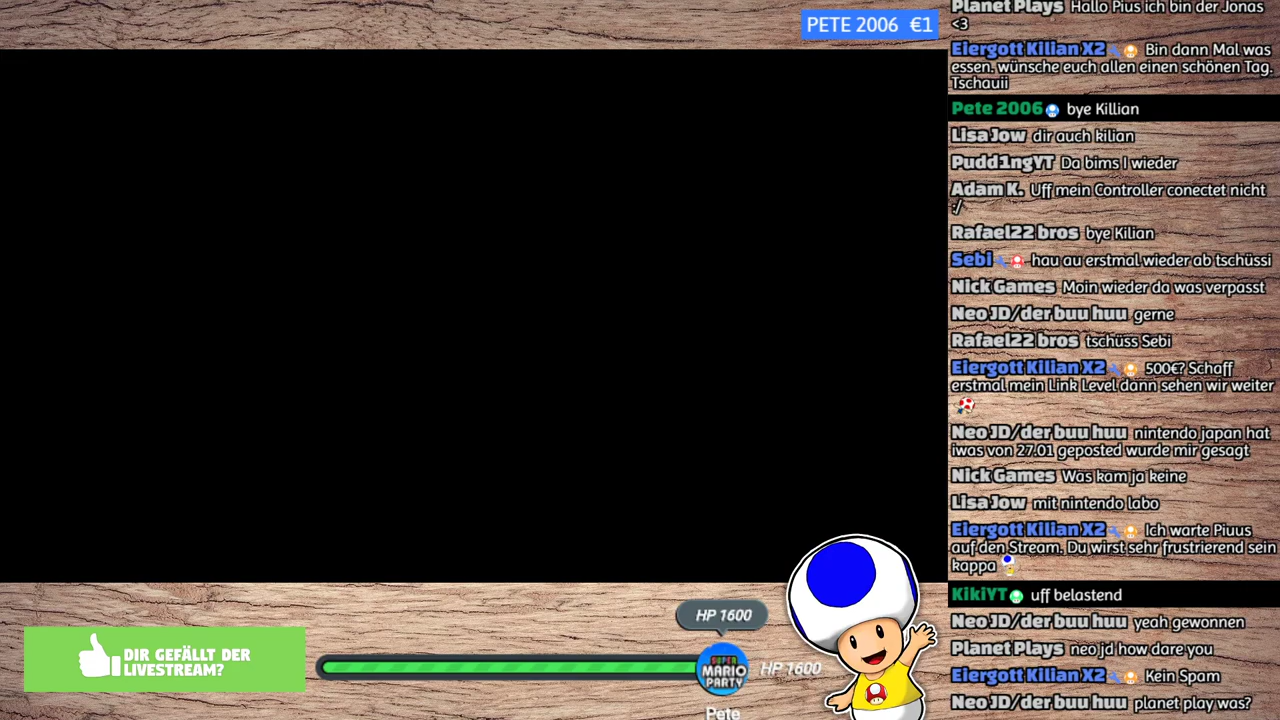 PETE 2006 €1
Planet Plays Hallo Pius ich bin der Jonas
<3
Eiergott Kilian X2 Bin dann Mal was
essen. wünsche euch allen einen schönen Tag.
Tschauii
Pete 2006 bye Killian
Lisa Jow dir auch kilian
Pudd1ngYT Da bims I wieder
Adam K. Uff mein Controller conectet nicht
:/
Rafael22 bros bye Kilian
Sebi hau au erstmal wieder ab tschüssi
Nick Games Moin wieder da was verpasst
Neo JD/der buu huu gerne
Rafael22 bros tschüss Sebi
Eiergott Kilian X2 500€? Schaff
erstmal mein Link Level dann sehen wir weiter
Neo JD/der buu huu nintendo japan hat
iwas von 27.01 geposted wurde mir gesagt
Nick Games Was kam ja keine
Lisa Jow mit nintendo labo
Eiergott Kilian X2 Ich warte Piuus
auf den Stream. Du wirst sehr frustrierend sein
kappa
KikiYT uff belastend
Neo JD/der buu huu yeah gewonnen
Planet Plays neo jd how dare you
Eiergott Kilian X2 Kein Spam
Neo JD/der buu huu planet play was?
DIR GEFÄLLT DER
LIVESTREAM?
HP 1600
SUPER
MARIO
PARTY
HP 1600
Pete